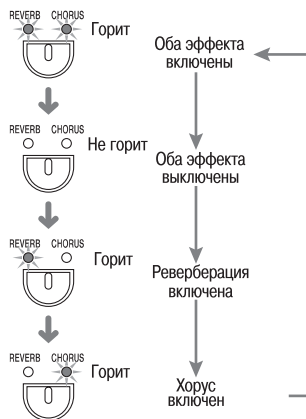 REVERB CHORUS
Горит
Оба эффекта
включены
REVERB CHORUS
Не горит
Оба эффекта
выключены
REVERB CHORUS
Горит
Реверберация
включена
REVERB CHORUS
Горит
Хорус
включен